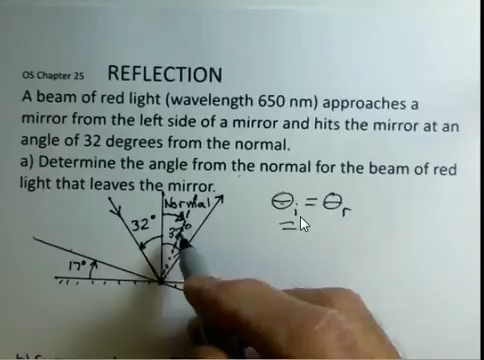 OS Chapter 25 REFLECTION
A beam of red light (wavelength 650 nm) approaches a
mirror from the left side of a mirror and hits the mirror at an
angle of 32 degrees from the normal.
a) Determine the angle from the normal for the beam of red
light that leaves the mirror.
Normal
32°
17°
θi = θr
=